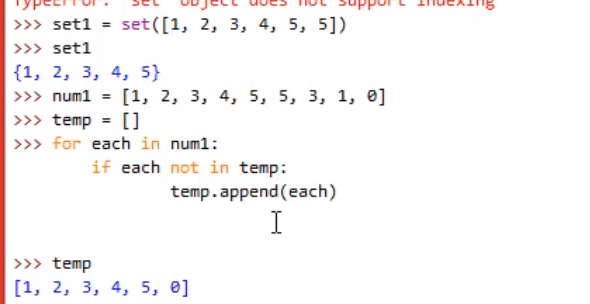 TypeError: 'set' object does not support indexing
>>> set1 = set([1, 2, 3, 4, 5, 5])
>>> set1
{1, 2, 3, 4, 5}
>>> num1 = [1, 2, 3, 4, 5, 5, 3, 1, 0]
>>> temp = []
>>> for each in num1:
        if each not in temp:
                temp.append(each)
>>> temp
[1, 2, 3, 4, 5, 0]